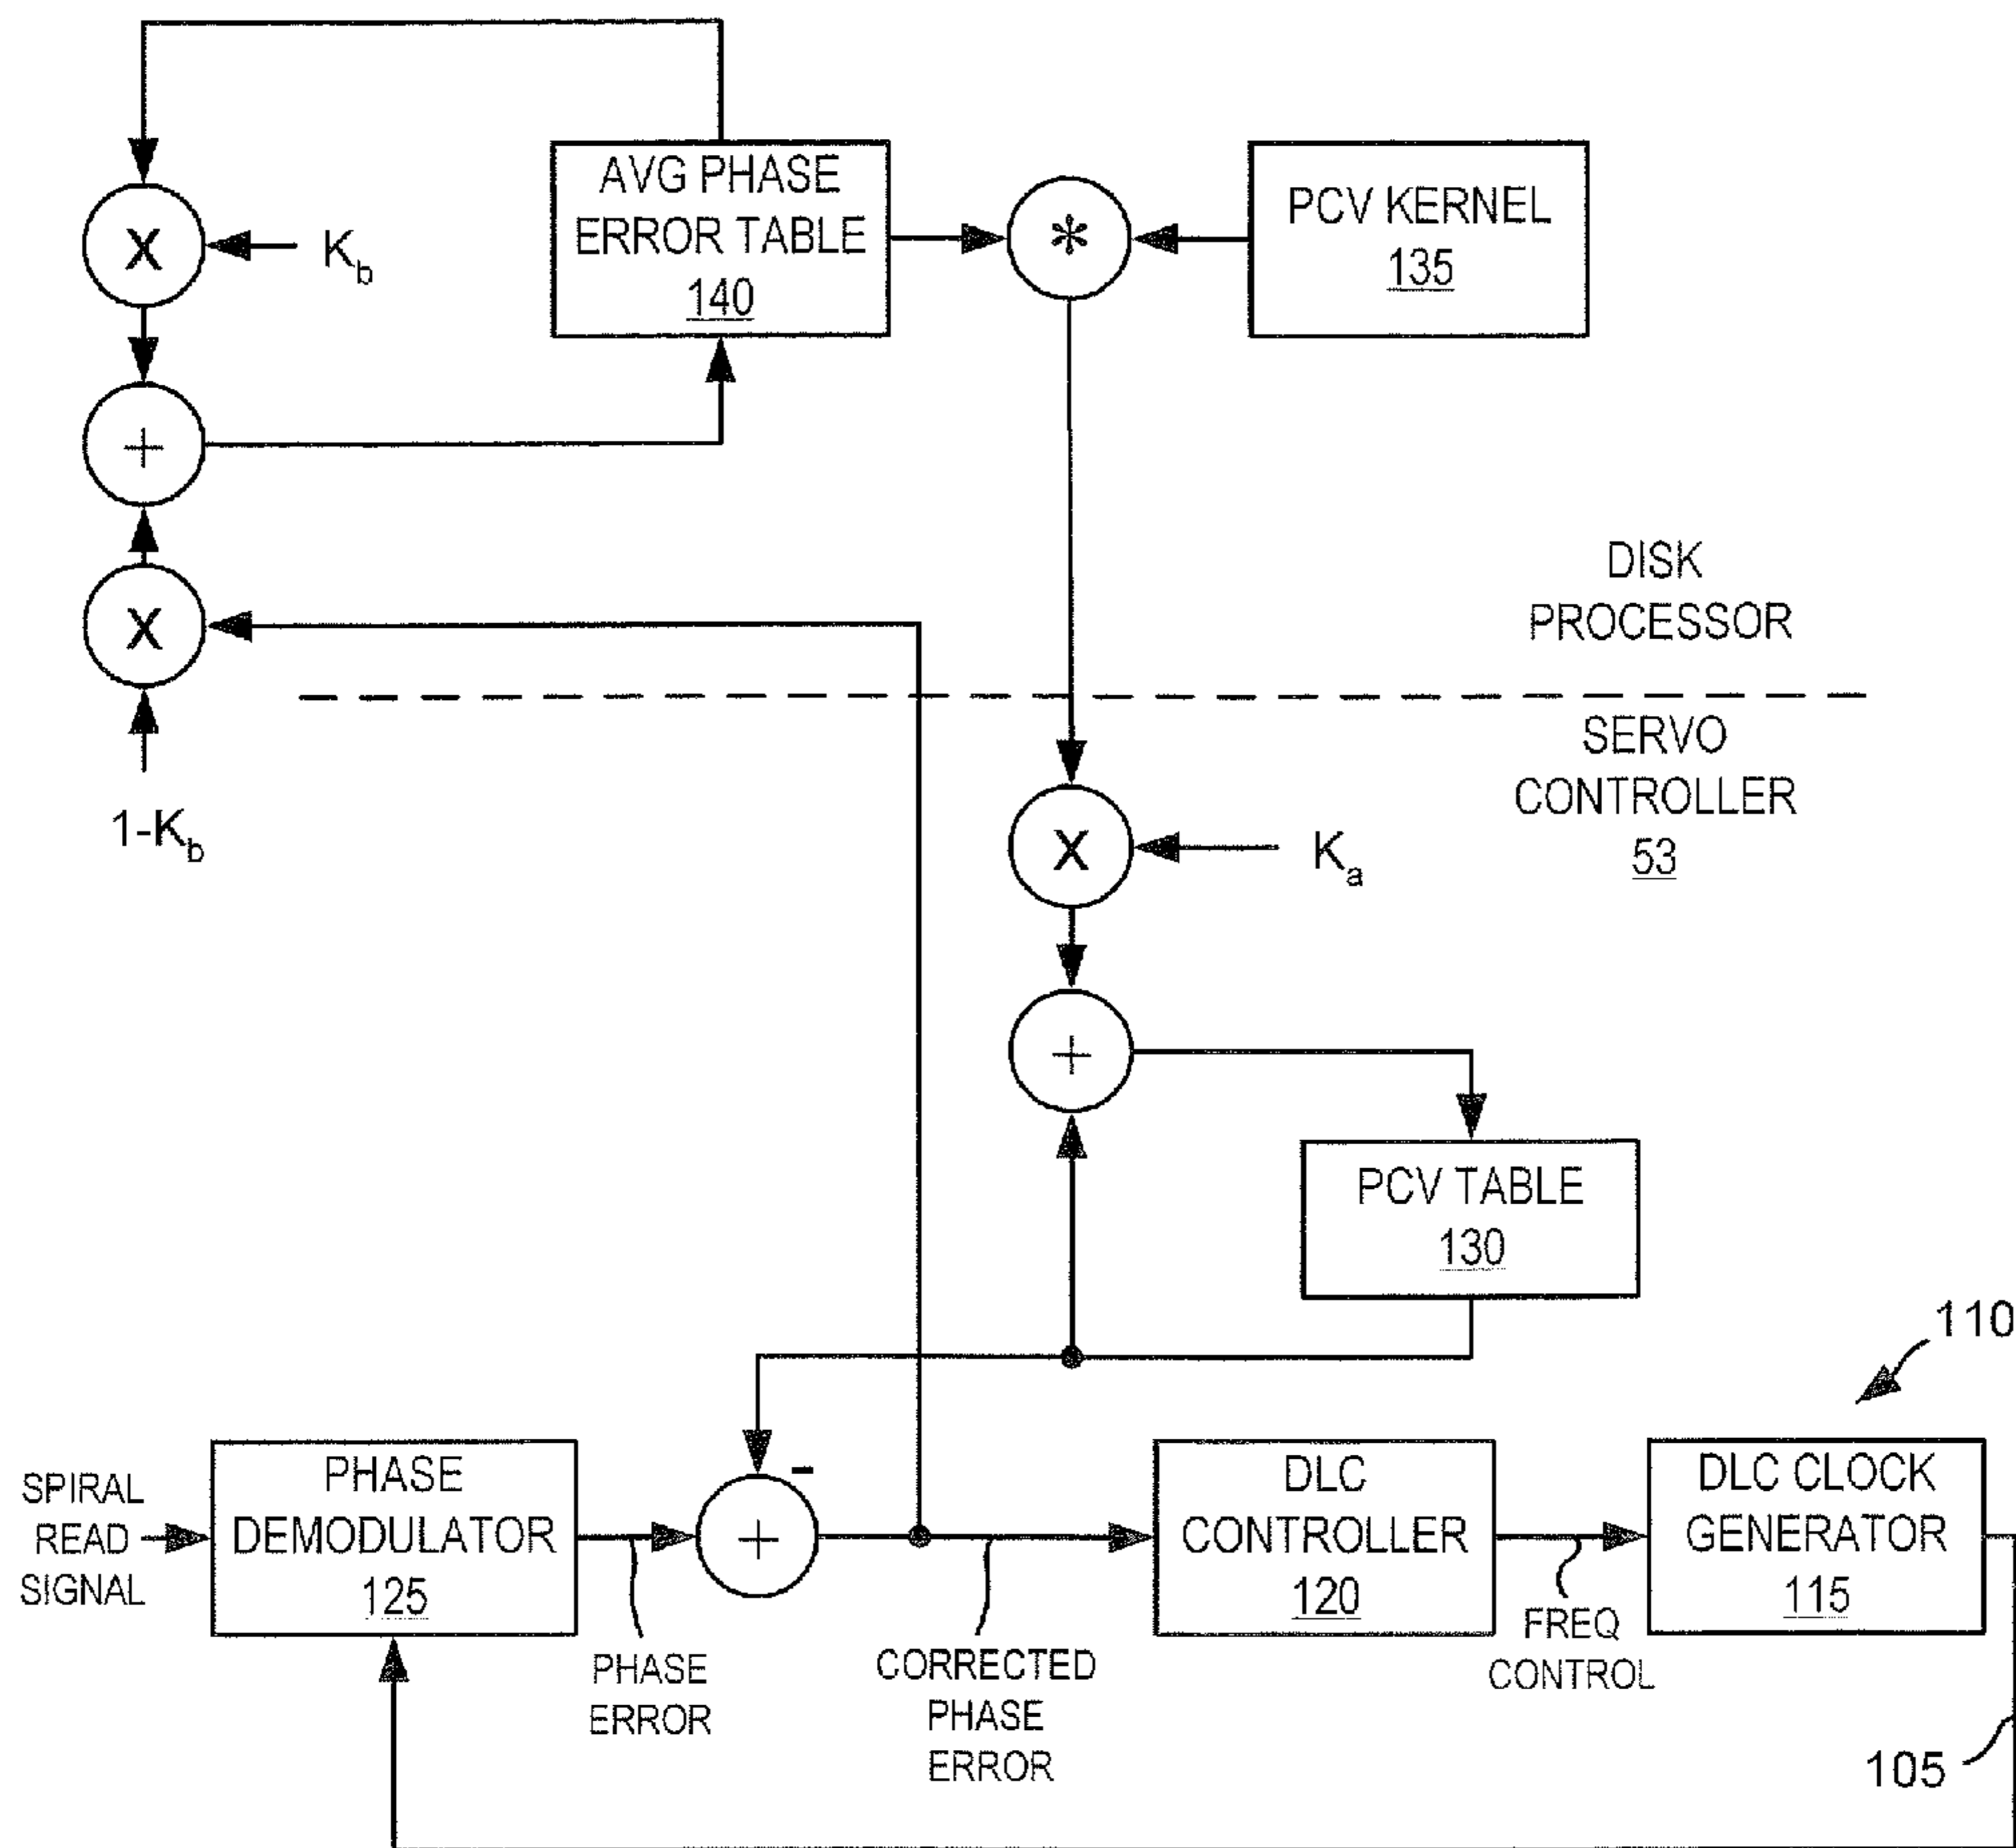 AVG PHASE
ERROR TABLE
140
PCV KERNEL
135
X
Kb
*
+
X
1-Kb
DISK
PROCESSOR
SERVO
CONTROLLER
53
X
Ka
+
PCV TABLE
130
110
SPIRAL
READ
SIGNAL
PHASE
DEMODULATOR
125
-
+
DLC
CONTROLLER
120
DLC CLOCK
GENERATOR
115
PHASE
ERROR
CORRECTED
PHASE
ERROR
FREQ
CONTROL
105